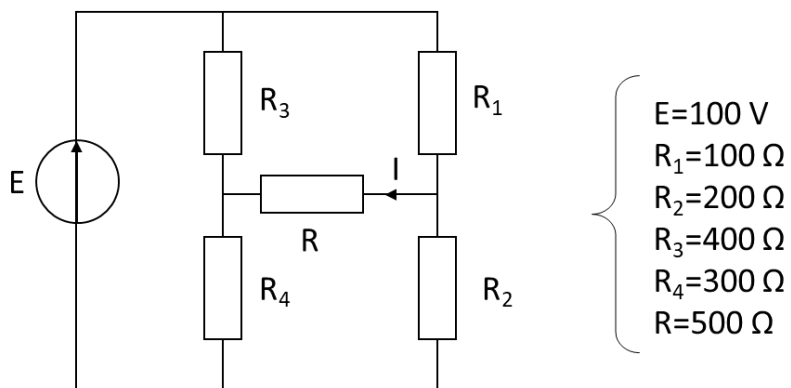 R₃
R₁
I
E
R
R₄
R₂
E=100 V
R₁=100 Ω
R₂=200 Ω
R₃=400 Ω
R₄=300 Ω
R=500 Ω